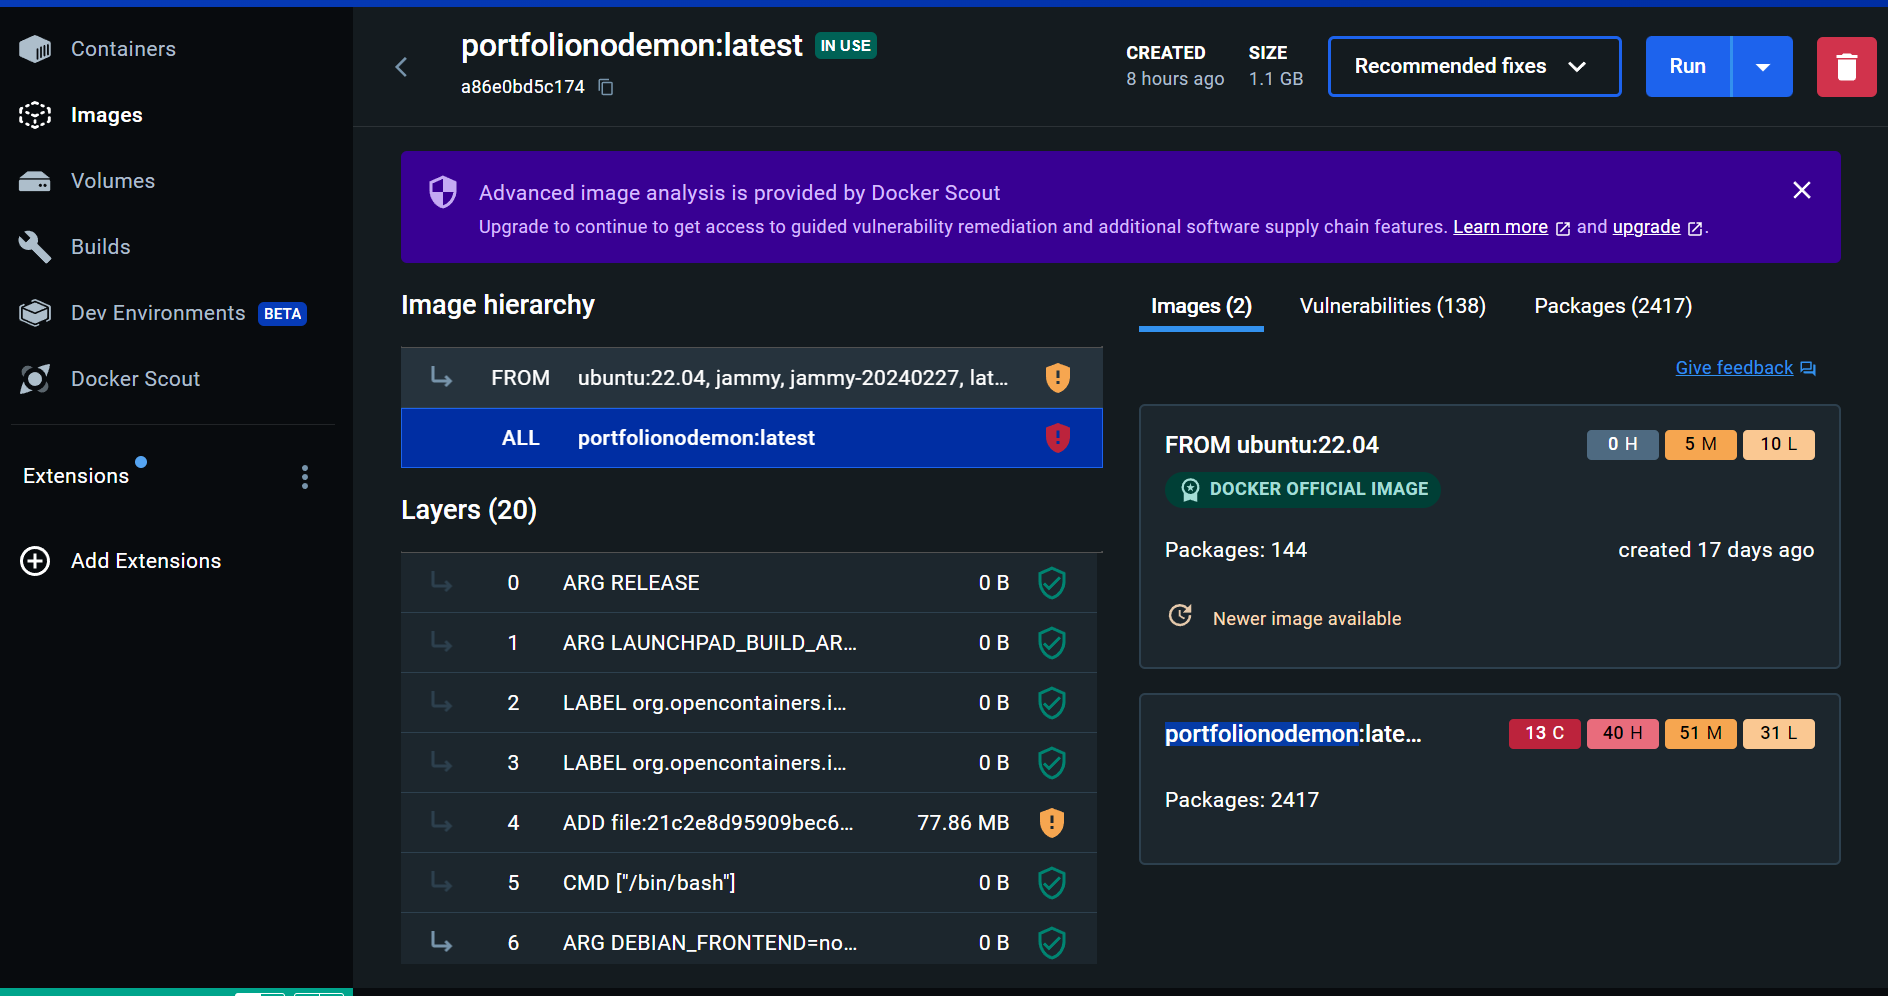 Containers
Images
Volumes
Builds
Dev Environments BETA
Docker Scout
Extensions
Add Extensions
portfolionodemon:latest IN USE
a86e0bd5c174
CREATED
8 hours ago
SIZE
1.1 GB
Recommended fixes
Run
Advanced image analysis is provided by Docker Scout
Upgrade to continue to get access to guided vulnerability remediation and additional software supply chain features. Learn more and upgrade .
Image hierarchy
FROM ubuntu:22.04, jammy, jammy-20240227, lat...
ALL portfolionodemon:latest
Layers (20)
0 ARG RELEASE 0 B
1 ARG LAUNCHPAD_BUILD_AR... 0 B
2 LABEL org.opencontainers.i... 0 B
3 LABEL org.opencontainers.i... 0 B
4 ADD file:21c2e8d95909bec6... 77.86 MB
5 CMD ["/bin/bash"] 0 B
6 ARG DEBIAN_FRONTEND=no... 0 B
Images (2) Vulnerabilities (138) Packages (2417)
Give feedback
FROM ubuntu:22.04 0 H 5 M 10 L
DOCKER OFFICIAL IMAGE
Packages: 144 created 17 days ago
Newer image available
portfolionodemon:late... 13 C 40 H 51 M 31 L
Packages: 2417